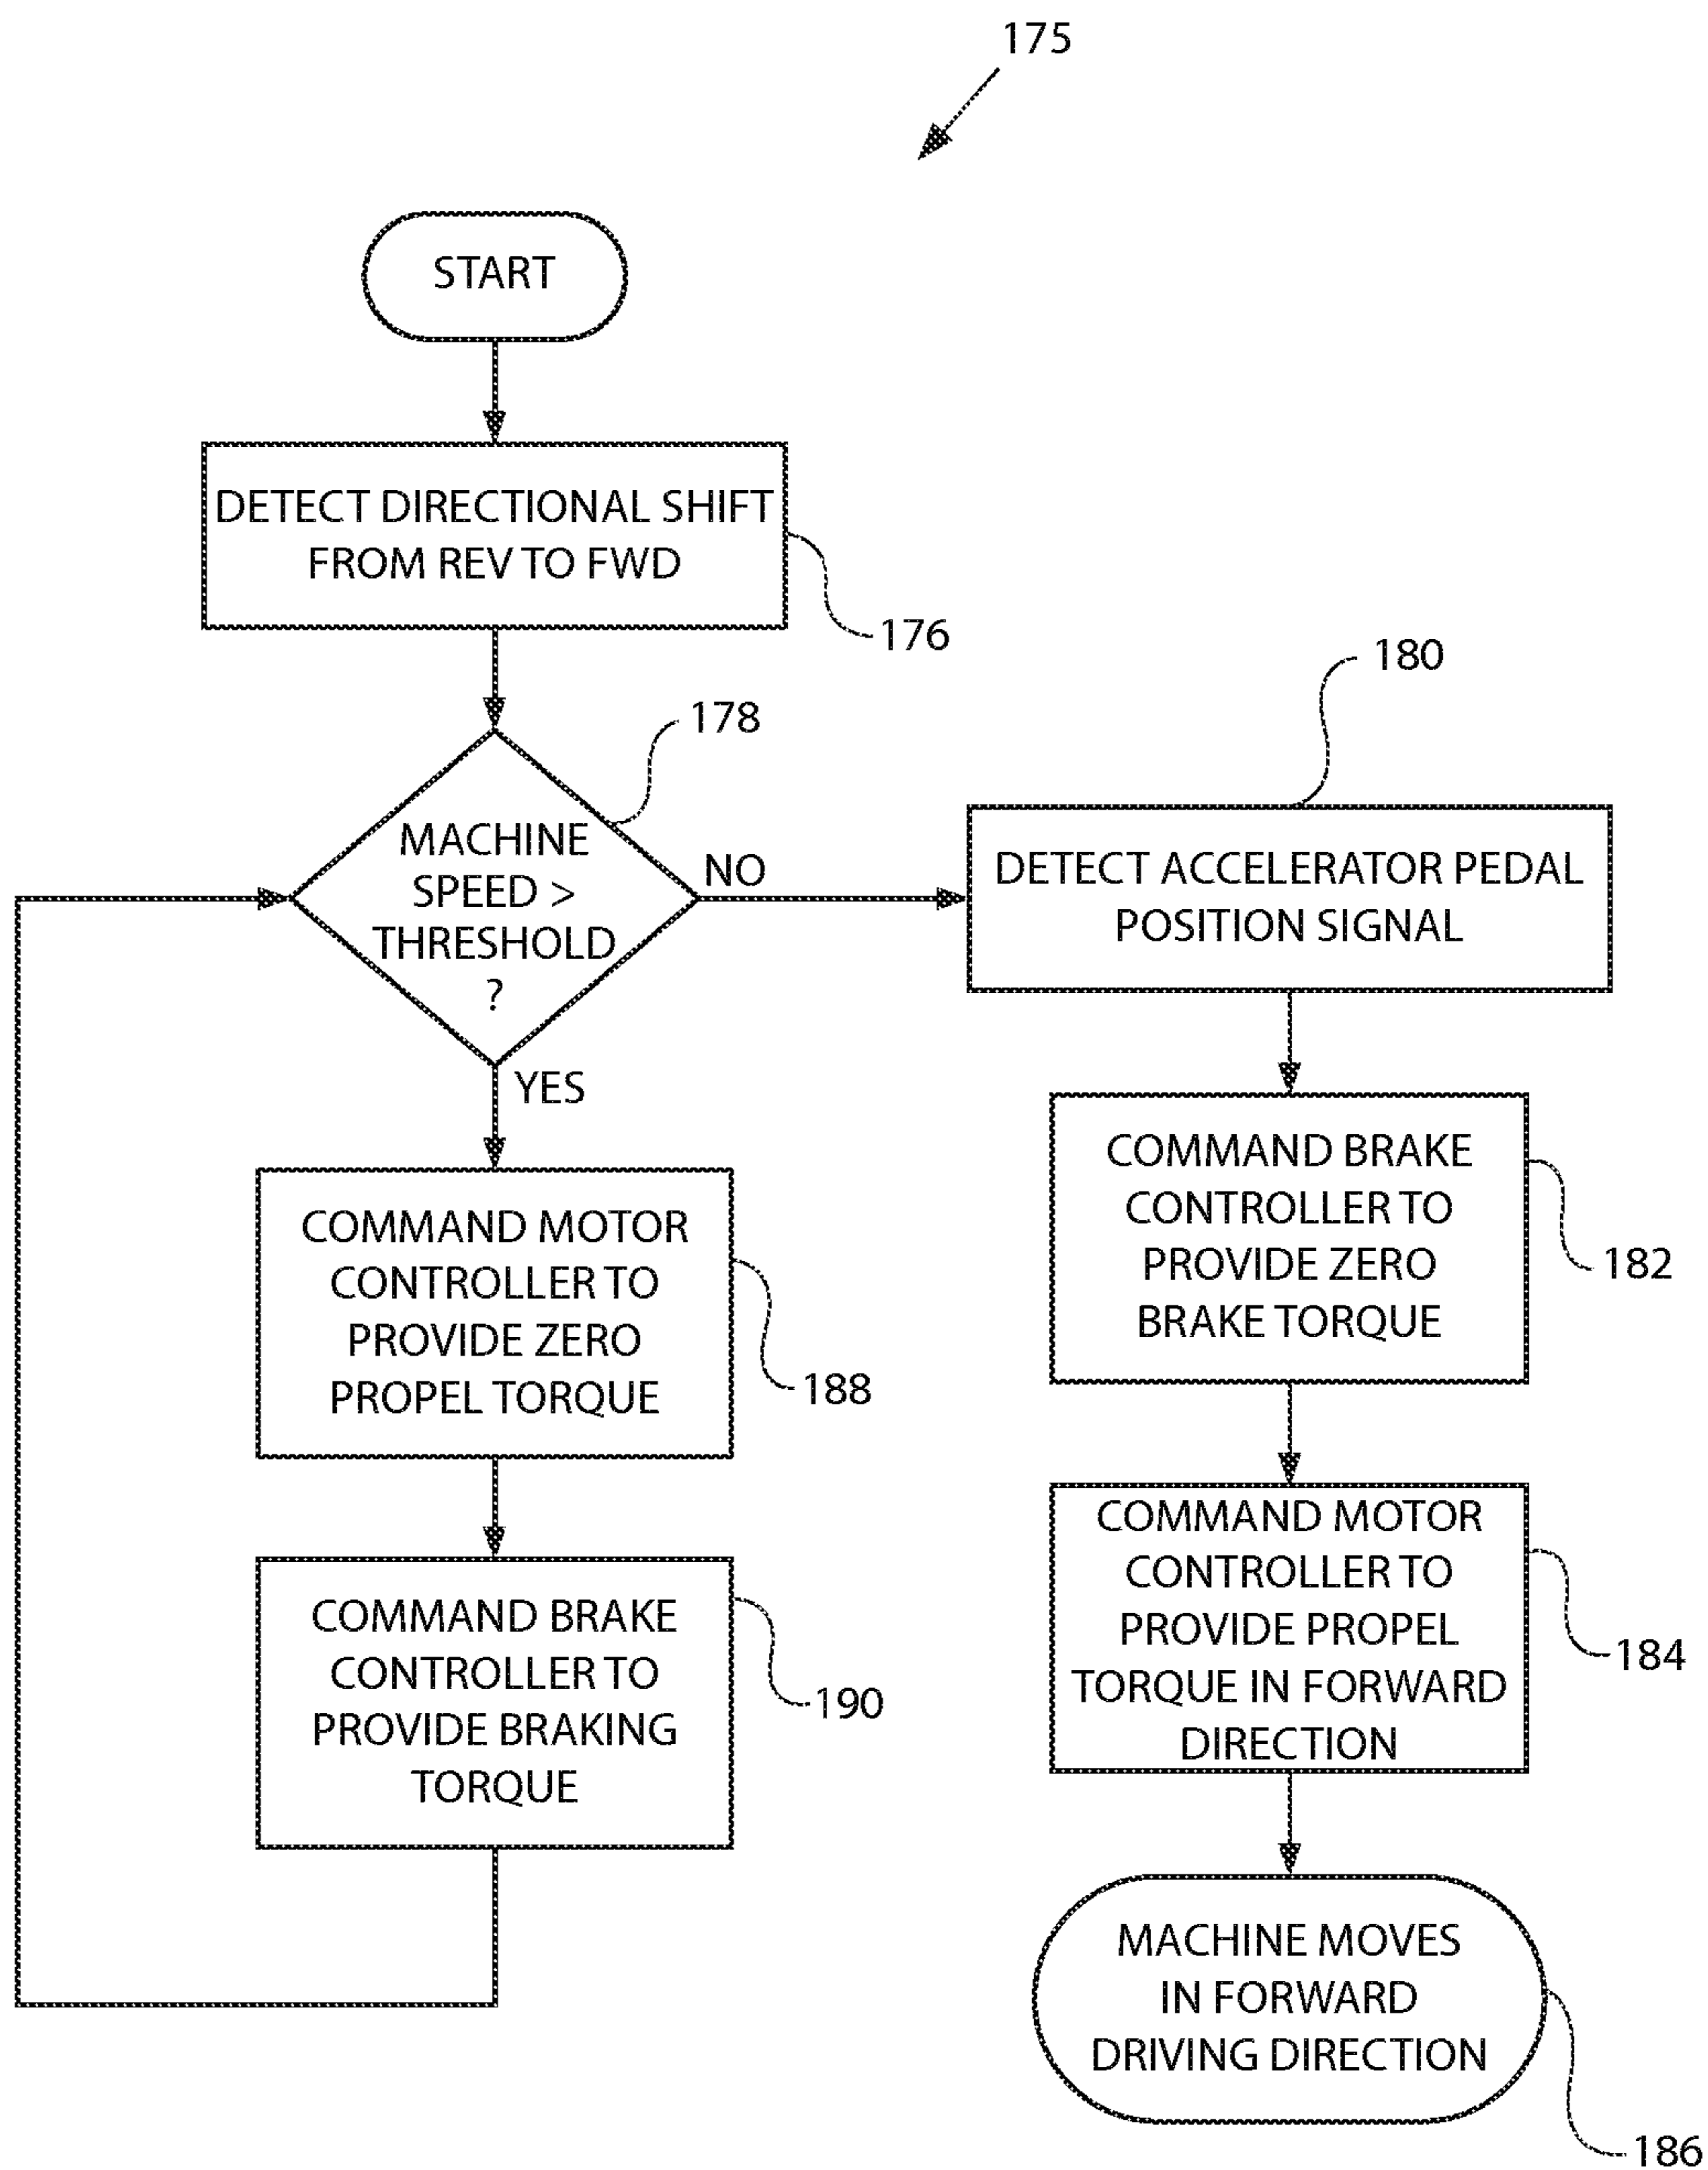 175
START
DETECT DIRECTIONAL SHIFT
FROM REV TO FWD
176
178
MACHINE
SPEED >
THRESHOLD
?
NO
YES
180
DETECT ACCELERATOR PEDAL
POSITION SIGNAL
COMMAND BRAKE
CONTROLLER TO
PROVIDE ZERO
BRAKE TORQUE
182
COMMAND MOTOR
CONTROLLER TO
PROVIDE ZERO
PROPEL TORQUE
188
COMMAND MOTOR
CONTROLLER TO
PROVIDE PROPEL
TORQUE IN FORWARD
DIRECTION
184
COMMAND BRAKE
CONTROLLER TO
PROVIDE BRAKING
TORQUE
190
MACHINE MOVES
IN FORWARD
DRIVING DIRECTION
186